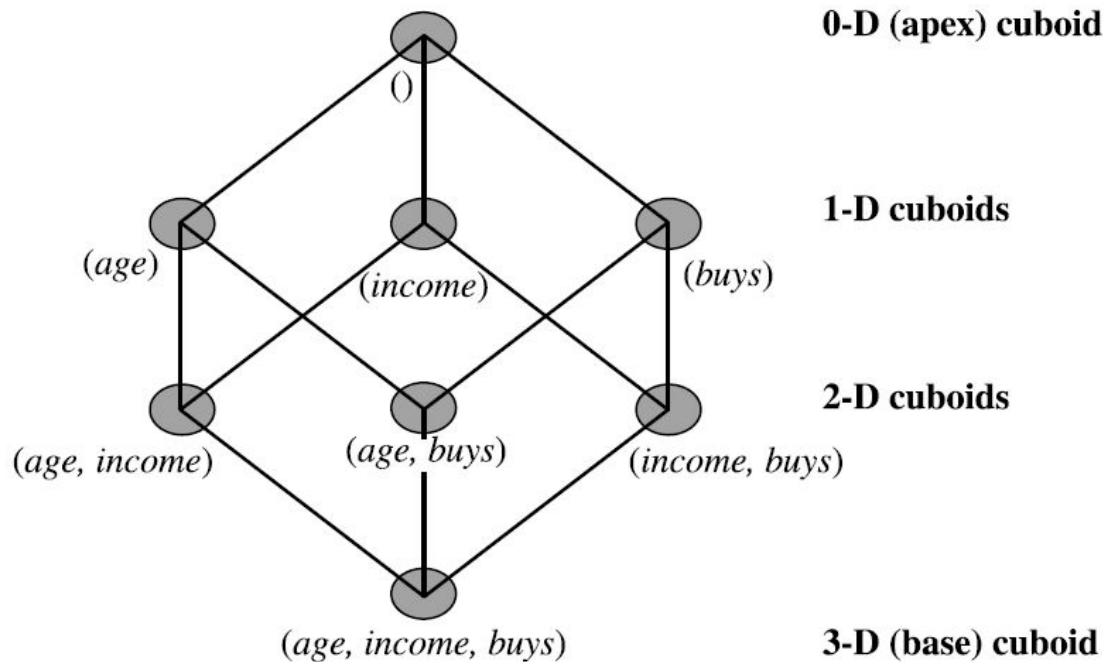 0-D (apex) cuboid
()
1-D cuboids
(age)
(income)
(buys)
2-D cuboids
(age, income)
(age, buys)
(income, buys)
(age, income, buys)
3-D (base) cuboid